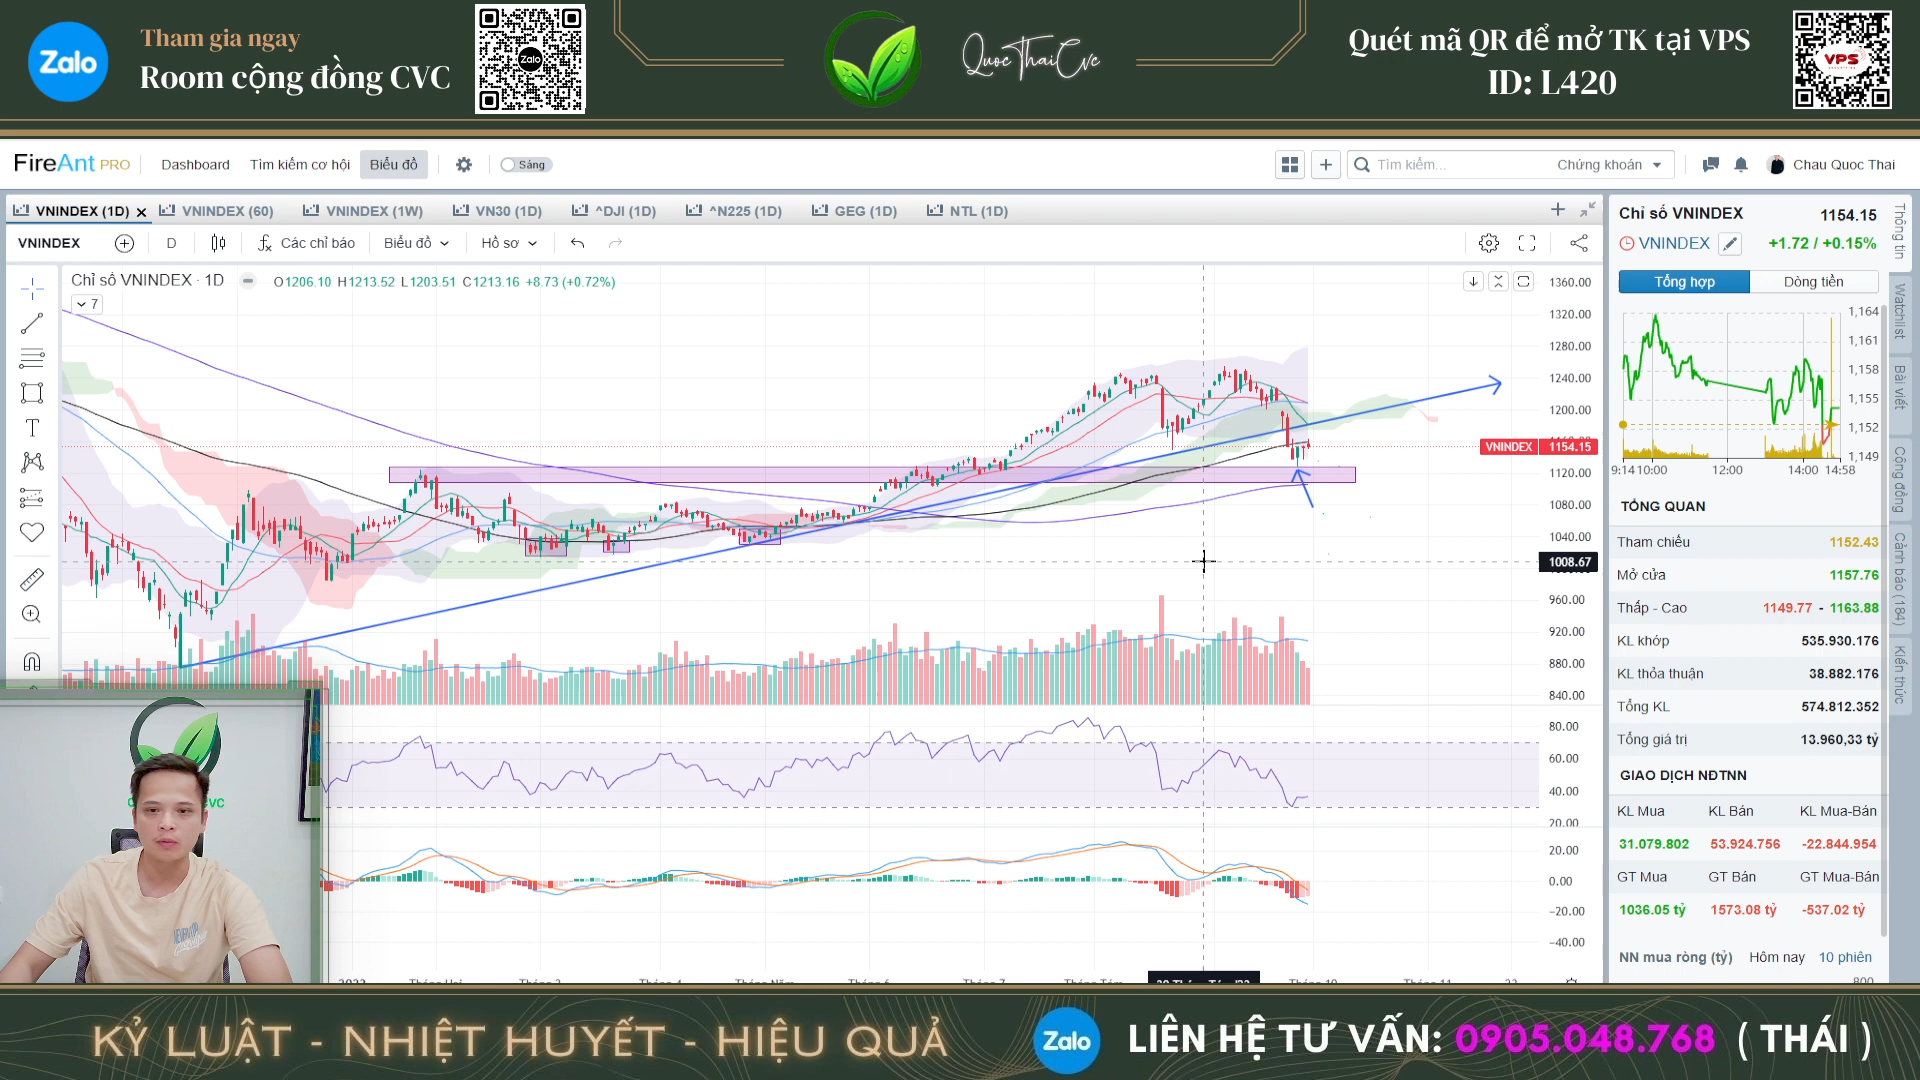 Zalo
Tham gia ngay
Room cộng đồng CVC
Zalo
QuocThaiCvc
Quét mã QR để mở TK tại VPS
ID: L420
VPS
FireAnt PRO
Dashboard
Tìm kiếm cơ hội
Biểu đồ
Sáng
Tìm kiếm...
Chứng khoán
Chau Quoc Thai
VNINDEX (1D)
VNINDEX (60)
VNINDEX (1W)
VN30 (1D)
^DJI (1D)
^N225 (1D)
GEG (1D)
NTL (1D)
VNINDEX
D
Các chỉ báo
Biểu đồ
Hồ sơ
Chỉ số VNINDEX · 1D
O1206.10 H1213.52 L1203.51 C1213.16 +8.73 (+0.72%)
7
1360.00
1320.00
1280.00
1240.00
1200.00
VNINDEX 1154.15
1120.00
1080.00
1040.00
1008.67
960.00
920.00
880.00
840.00
80.00
60.00
40.00
20.00
20.00
0.00
-20.00
-40.00
Chỉ số VNINDEX
1154.15
VNINDEX
+1.72 / +0.15%
Tổng hợp
Dòng tiền
1,164
1,161
1,158
1,155
1,152
1,149
9:14 10:00 12:00 14:00 14:58
TỔNG QUAN
Tham chiếu 1152.43
Mở cửa 1157.76
Thấp - Cao 1149.77 - 1163.88
KL khớp 535.930.176
KL thỏa thuận 38.882.176
Tổng KL 574.812.352
Tổng giá trị 13.960,33 tỷ
GIAO DỊCH NĐTNN
KL Mua KL Bán KL Mua-Bán
31.079.802 53.924.756 -22.844.954
GT Mua GT Bán GT Mua-Bán
1036.05 tỷ 1573.08 tỷ -537.02 tỷ
NN mua ròng (tỷ) Hôm nay 10 phiên
Thông tin
Watchlist
Bài viết
Cộng đồng
Cảnh báo (184)
Kiến thức
KỶ LUẬT - NHIỆT HUYẾT - HIỆU QUẢ
Zalo
LIÊN HỆ TƯ VẤN: 0905.048.768 ( THÁI )